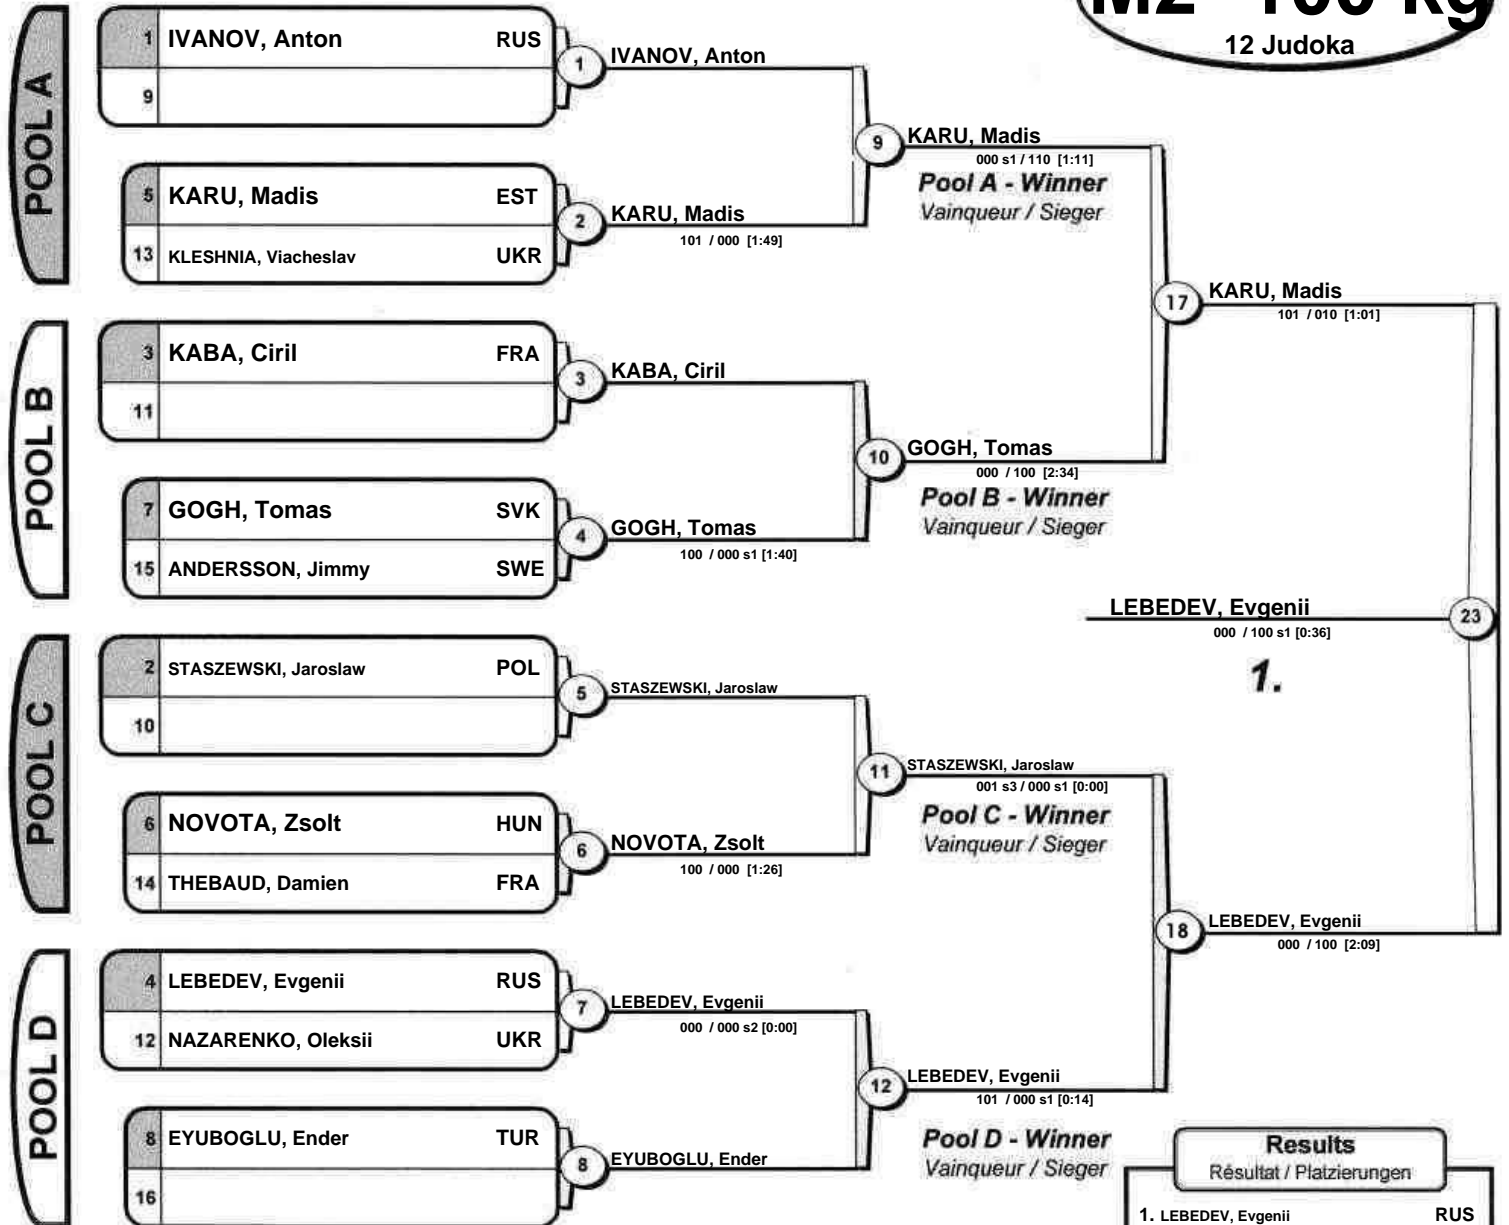 M2 -100 kg
12 Judoka
POOL A
1 IVANOV, Anton RUS
9
5 KARU, Madis EST
13 KLESHNIA, Viacheslav UKR
1 IVANOV, Anton
2 KARU, Madis
101 / 000 [1:49]
9 KARU, Madis
000 s1 / 110 [1:11]
Pool A - Winner
Vainqueur / Sieger
POOL B
3 KABA, Ciril FRA
11
7 GOGH, Tomas SVK
15 ANDERSSON, Jimmy SWE
3 KABA, Ciril
4 GOGH, Tomas
100 / 000 s1 [1:40]
10 GOGH, Tomas
000 / 100 [2:34]
Pool B - Winner
Vainqueur / Sieger
17 KARU, Madis
101 / 010 [1:01]
POOL C
2 STASZEWSKI, Jaroslaw POL
10
6 NOVOTA, Zsolt HUN
14 THEBAUD, Damien FRA
5 STASZEWSKI, Jaroslaw
6 NOVOTA, Zsolt
100 / 000 [1:26]
11 STASZEWSKI, Jaroslaw
001 s3 / 000 s1 [0:00]
Pool C - Winner
Vainqueur / Sieger
POOL D
4 LEBEDEV, Evgenii RUS
12 NAZARENKO, Oleksii UKR
8 EYUBOGLU, Ender TUR
16
7 LEBEDEV, Evgenii
000 / 000 s2 [0:00]
8 EYUBOGLU, Ender
12 LEBEDEV, Evgenii
101 / 000 s1 [0:14]
Pool D - Winner
Vainqueur / Sieger
18 LEBEDEV, Evgenii
000 / 100 [2:09]
LEBEDEV, Evgenii 23
000 / 100 s1 [0:36]
1.
Results
Résultat / Platzierungen
1. LEBEDEV, Evgenii RUS